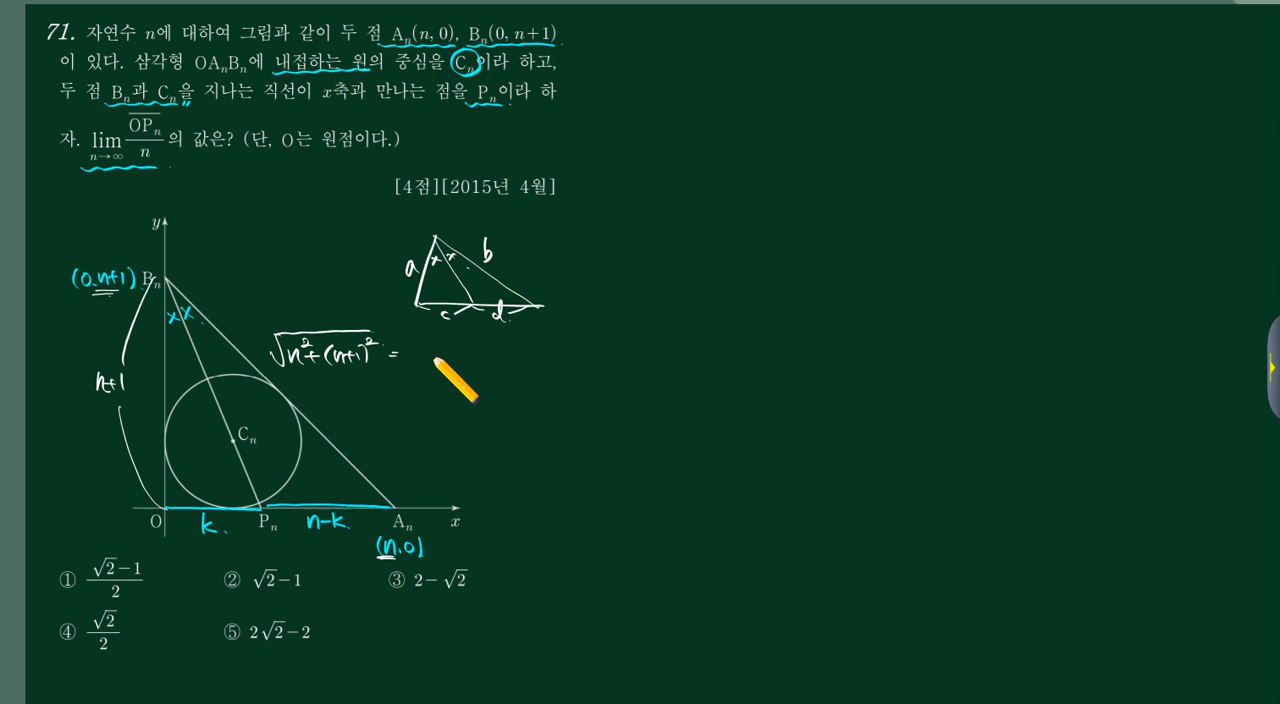 71. 자연수 n에 대하여 그림과 같이 두 점 Aₙ(n, 0), Bₙ(0, n+1)
이 있다. 삼각형 OAₙBₙ에 내접하는 원의 중심을 Cₙ이라 하고,
두 점 Bₙ과 Cₙ을 지나는 직선이 x축과 만나는 점을 Pₙ이라 하
자. lim n→∞ OPₙ/n 의 값은? (단, O는 원점이다.)
[4점][2015년 4월]
y
(0, n+1) Bₙ
× ×
a × × b
c d
√n²+(n+1)² =
n+1
Cₙ
O k Pₙ n-k Aₙ x
(n, 0)
① (√2-1)/2 ② √2-1 ③ 2-√2
④ √2/2 ⑤ 2√2-2